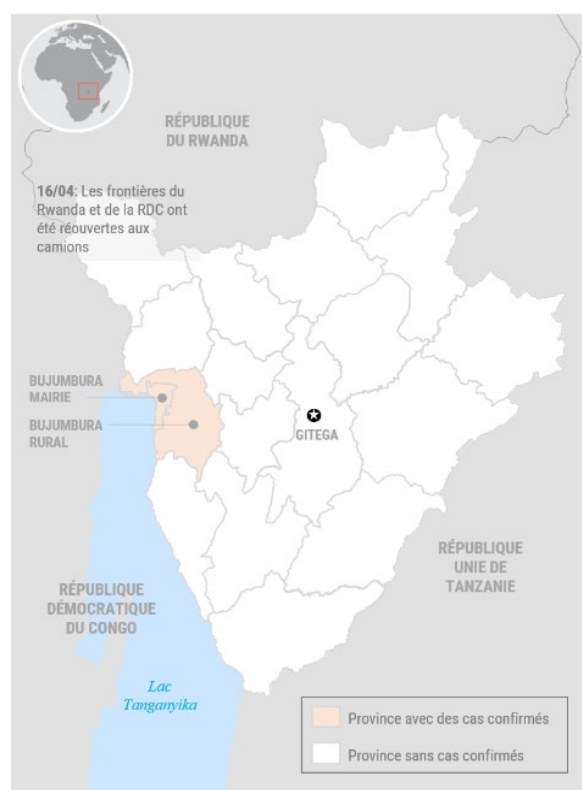 RÉPUBLIQUE
DU RWANDA
16/04: Les frontières du
Rwanda et de la RDC ont
été réouvertes aux
camions
BUJUMBURA
MAIRIE
BUJUMBURA
RURAL
GITEGA
RÉPUBLIQUE
UNIE DE
TANZANIE
RÉPUBLIQUE
DÉMOCRATIQUE
DU CONGO
Lac
Tanganyika
Province avec des cas confirmés
Province sans cas confirmés